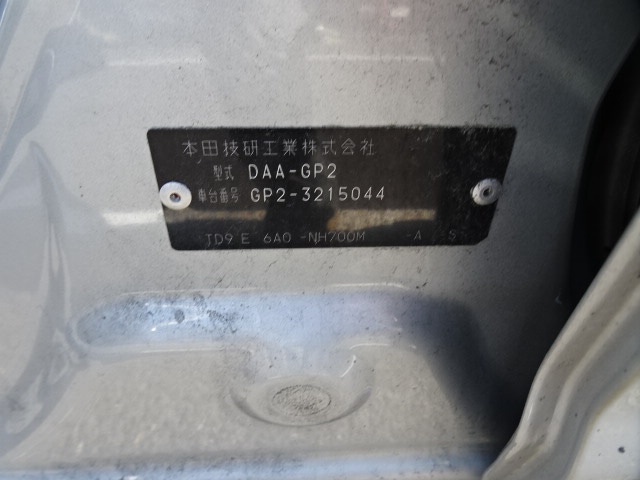 本田技研工業株式会社
型式 DAA-GP2
車台番号 GP2-3215044
TD9 E 6A0 -NH700M -A S